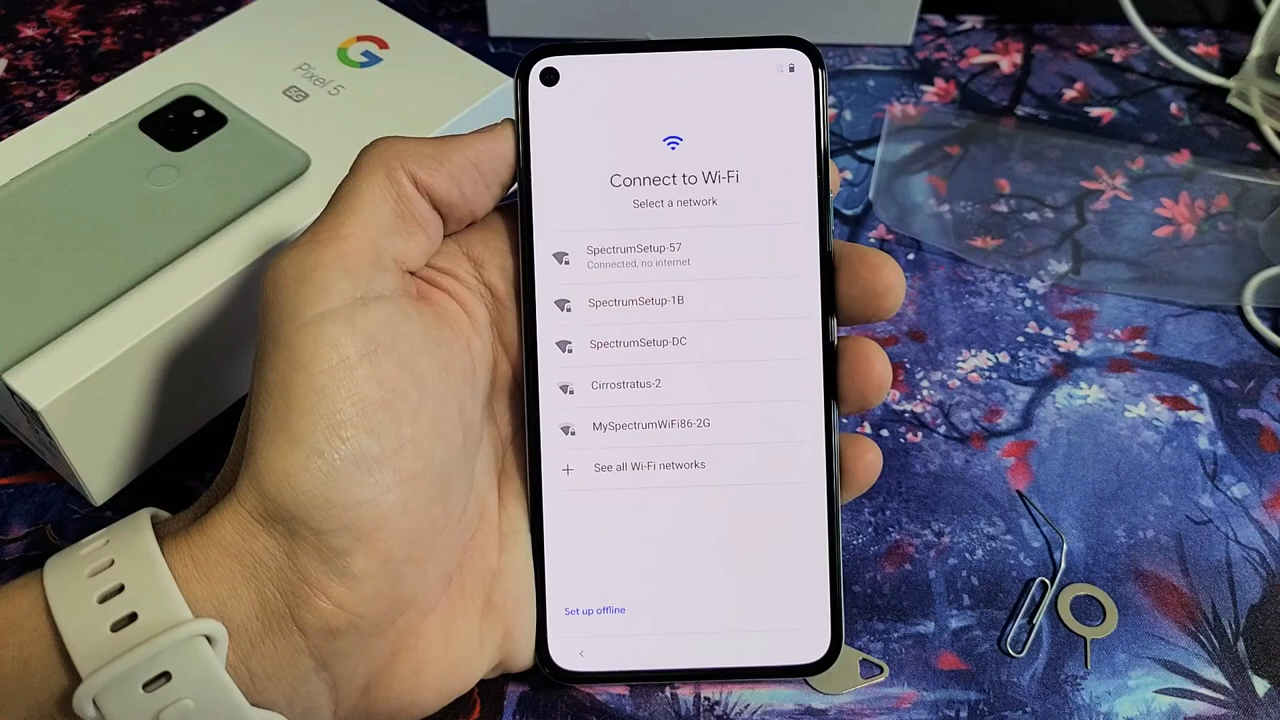 Pixel 5
5G
Connect to Wi-Fi
Select a network
SpectrumSetup-57
Connected, no internet
SpectrumSetup-1B
SpectrumSetup-DC
Cirrostratus-2
MySpectrumWiFi86-2G
See all Wi-Fi networks
Set up offline